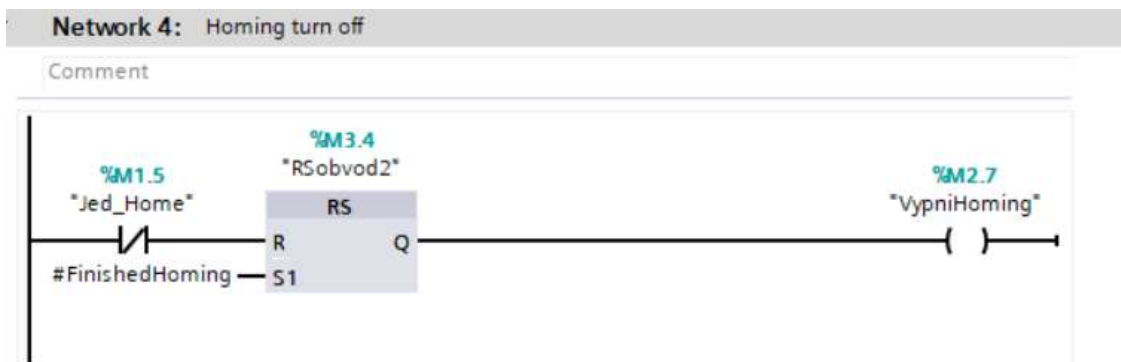 Network 4: Homing turn off
Comment
%M3.4
"RSobvod2"
%M1.5
"Jed_Home"
%M2.7
"VypniHoming"
RS
R Q
#FinishedHoming S1